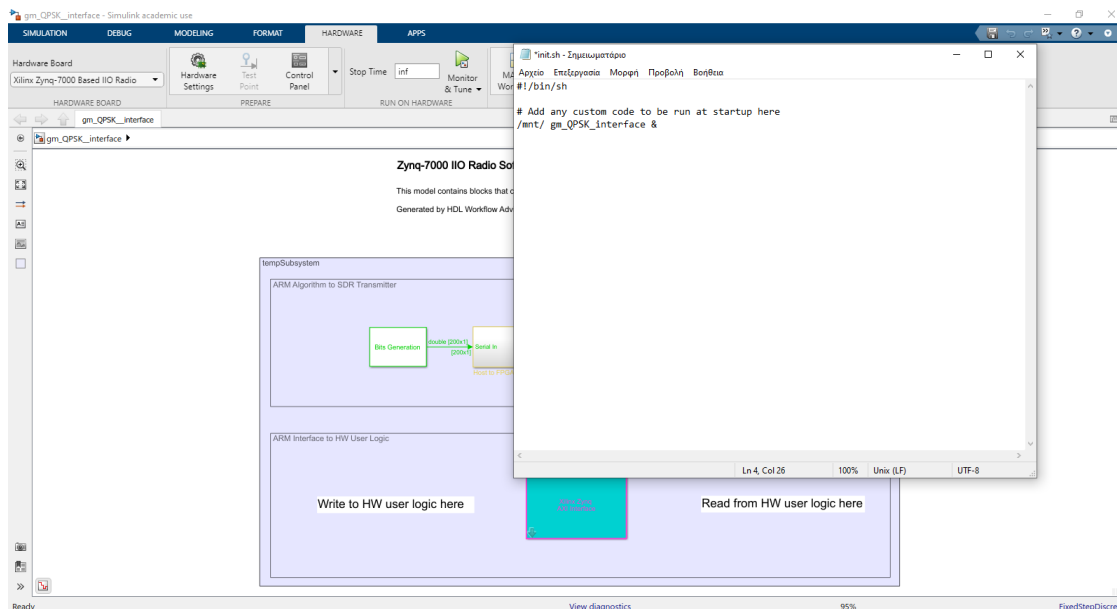 gm_QPSK__interface - Simulink academic use
SIMULATION DEBUG MODELING FORMAT HARDWARE APPS
Hardware Board
Xilinx Zynq-7000 Based IIO Radio
Hardware Settings
Test Point
Control Panel
Stop Time inf
Monitor & Tune
HARDWARE BOARD PREPARE RUN ON HARDWARE
gm_QPSK__interface
gm_QPSK__interface
Zynq-7000 IIO Radio
This model contains blocks that
Generated by HDL Workflow
tempSubsystem
ARM Algorithm to SDR Transmitter
Bits Generation
double [200x1]
[200x1]
Serial In
ARM Interface to HW User Logic
Write to HW user logic here
Read from HW user logic here
*init.sh - Σημειωματάριο
Αρχείο Επεξεργασία Μορφή Προβολή Βοήθεια
#!/bin/sh
# Add any custom code to be run at startup here
/mnt/ gm_QPSK_interface &
Ln 4, Col 26 100% Unix (LF) UTF-8
Ready View diagnostics 95% FixedStepDiscre